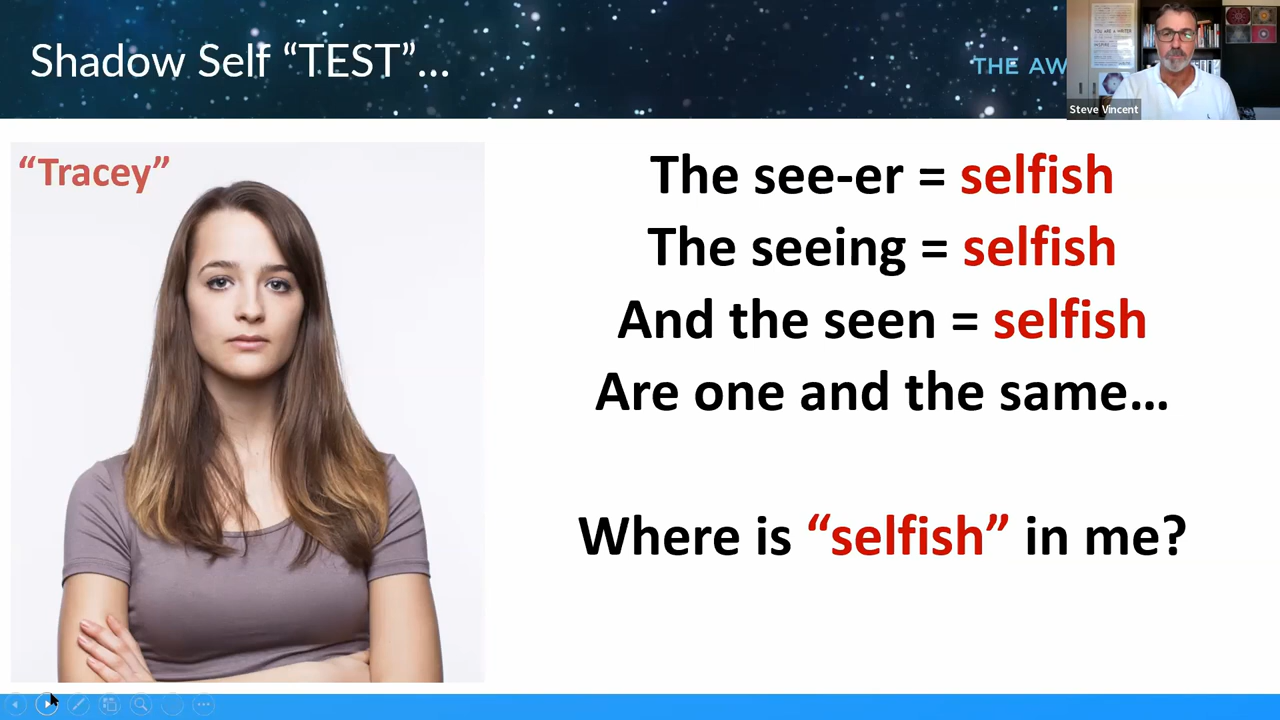 Shadow Self “TEST”...
THE AW
Steve Vincent
“Tracey”
The see-er = selfish
The seeing = selfish
And the seen = selfish
Are one and the same...
Where is “selfish” in me?